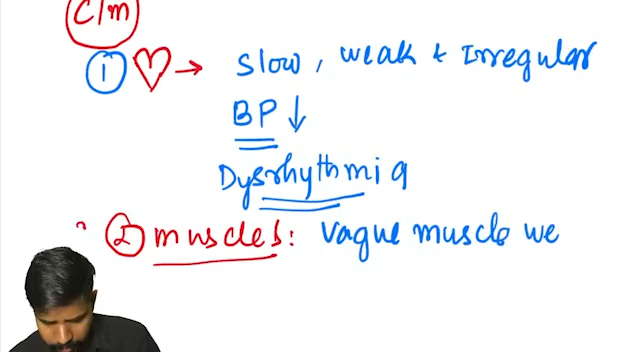 C/m
① → slow, weak & Irregular
BP ↓
Dysrhythmia
② muscles: vague muscle we